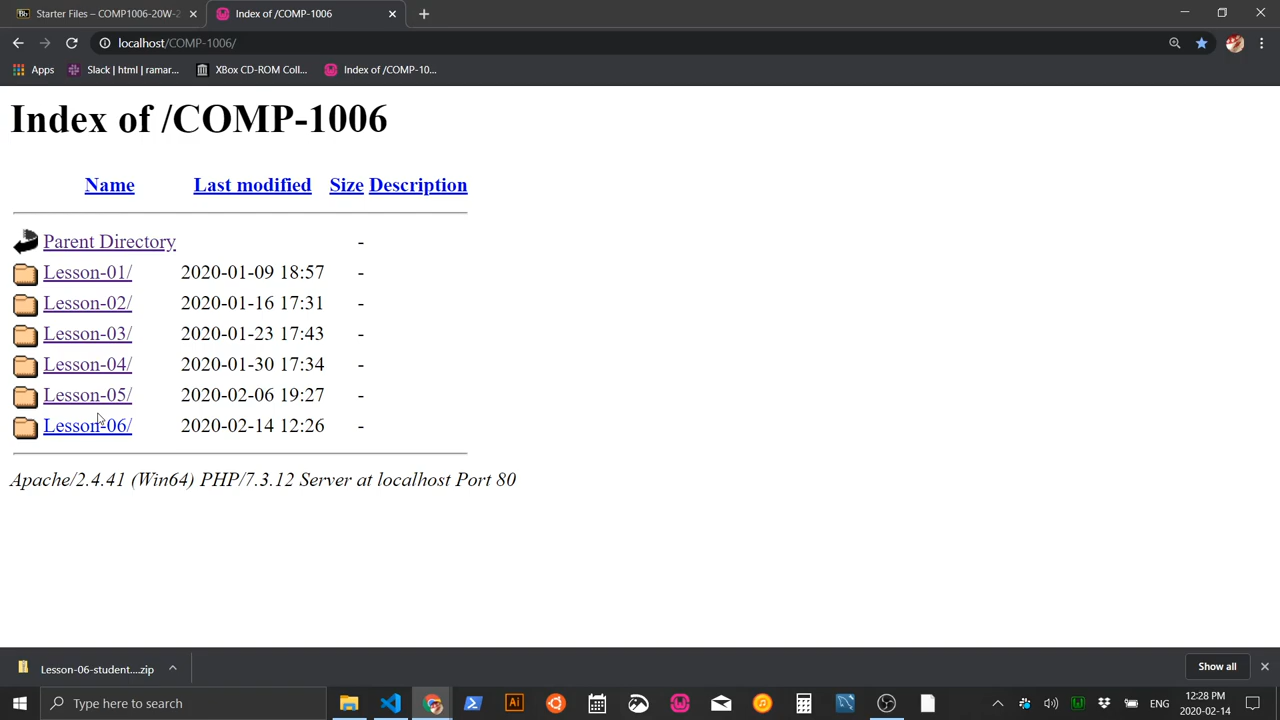 Starter Files – COMP1006-20W-2
Index of /COMP-1006
localhost/COMP-1006/
Apps
Slack | html | ramar...
XBox CD-ROM Coll...
Index of /COMP-10...
Index of /COMP-1006
Name Last modified Size Description
Parent Directory -
Lesson-01/ 2020-01-09 18:57 -
Lesson-02/ 2020-01-16 17:31 -
Lesson-03/ 2020-01-23 17:43 -
Lesson-04/ 2020-01-30 17:34 -
Lesson-05/ 2020-02-06 19:27 -
Lesson-06/ 2020-02-14 12:26 -
Apache/2.4.41 (Win64) PHP/7.3.12 Server at localhost Port 80
Lesson-06-student....zip
Show all
Type here to search
Ai
ENG
12:28 PM
2020-02-14